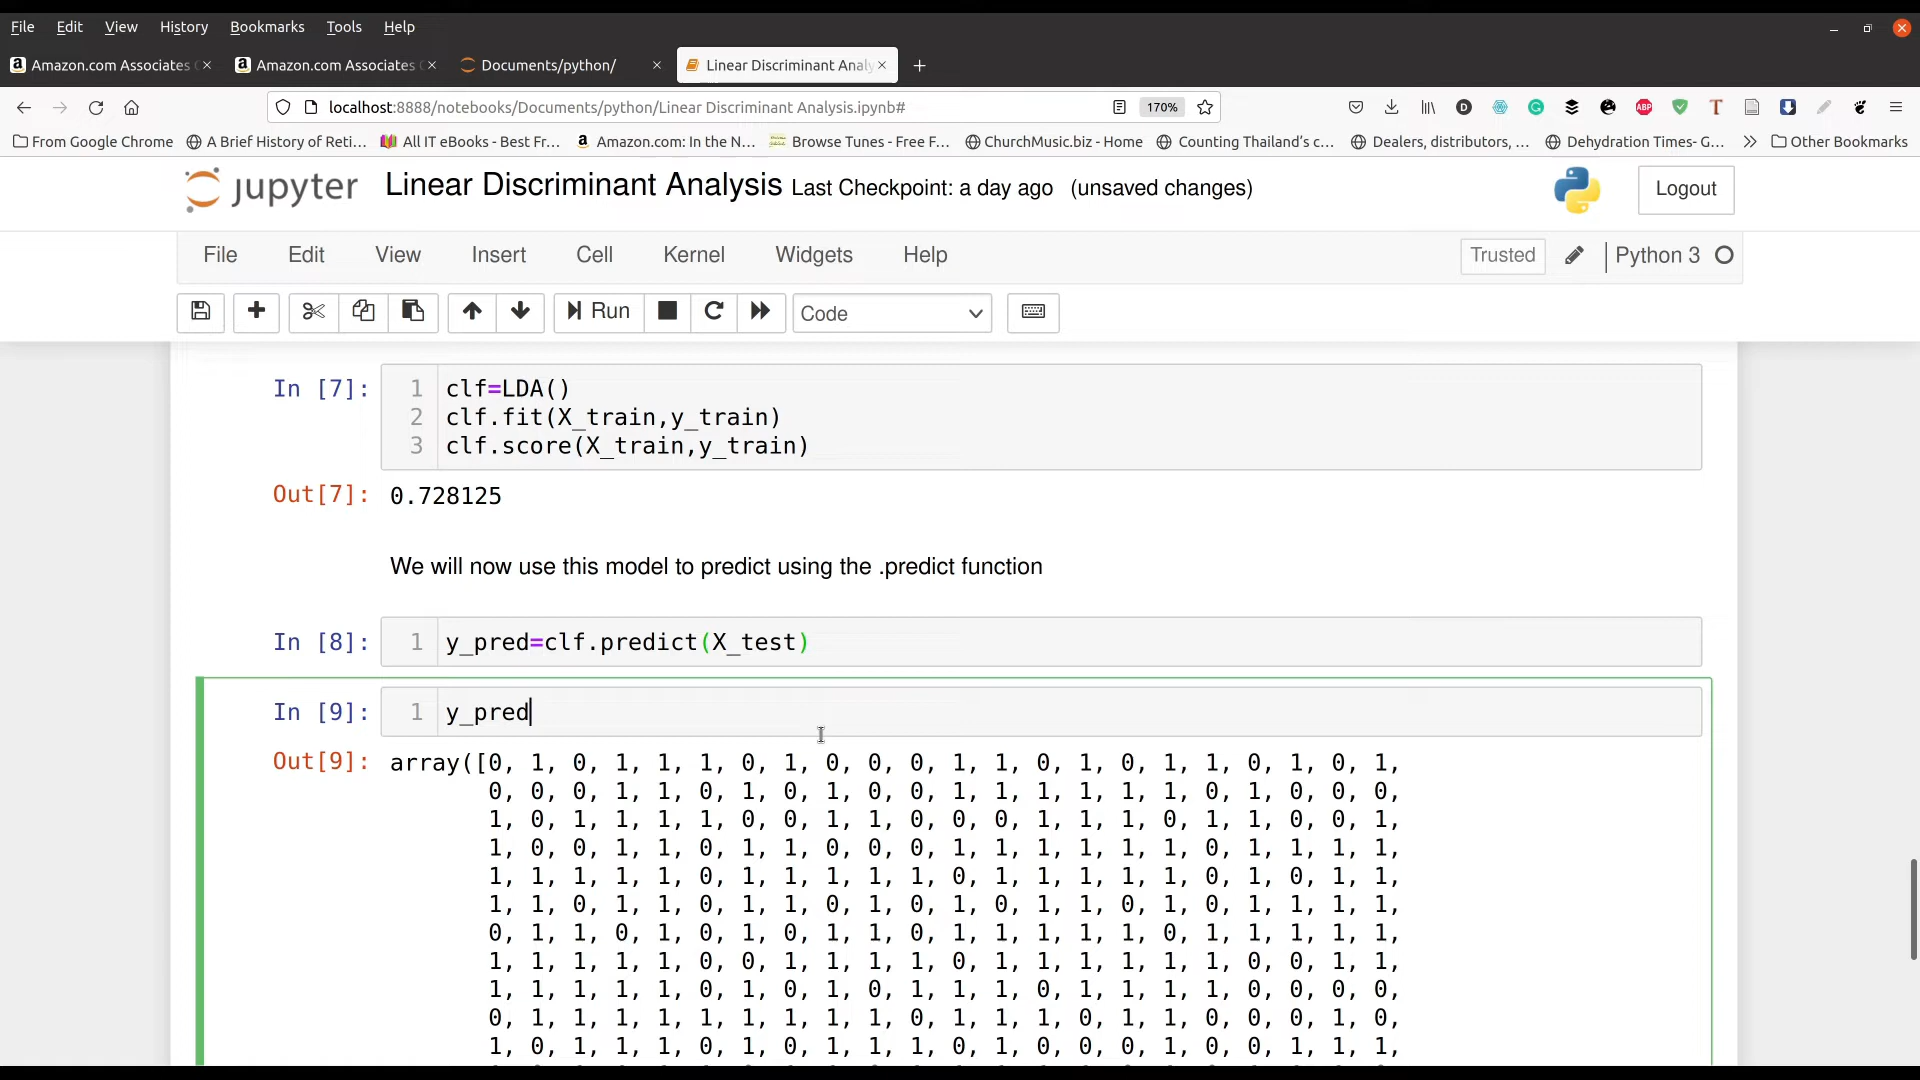 File Edit View History Bookmarks Tools Help
Amazon.com Associates Amazon.com Associates Documents/python/ Linear Discriminant Analy
localhost:8888/notebooks/Documents/python/Linear Discriminant Analysis.ipynb# 170%
From Google Chrome A Brief History of Reti... All IT eBooks - Best Fr... Amazon.com: In the N... Browse Tunes - Free F... ChurchMusic.biz - Home Counting Thailand's c... Dealers, distributors, ... Dehydration Times- G... Other Bookmarks
jupyter Linear Discriminant Analysis Last Checkpoint: a day ago (unsaved changes) Logout
File Edit View Insert Cell Kernel Widgets Help Trusted Python 3
Run Code
In [7]: 1 clf=LDA()
2 clf.fit(X_train,y_train)
3 clf.score(X_train,y_train)
Out[7]: 0.728125
We will now use this model to predict using the .predict function
In [8]: 1 y_pred=clf.predict(X_test)
In [9]: 1 y_pred
Out[9]: array([0, 1, 0, 1, 1, 1, 0, 1, 0, 0, 0, 1, 1, 0, 1, 0, 1, 1, 0, 1, 0, 1,
0, 0, 0, 1, 1, 0, 1, 0, 1, 0, 0, 1, 1, 1, 1, 1, 1, 0, 1, 0, 0, 0,
1, 0, 1, 1, 1, 1, 0, 0, 1, 1, 0, 0, 0, 1, 1, 1, 0, 1, 1, 0, 0, 1,
1, 0, 0, 1, 1, 0, 1, 1, 0, 0, 0, 1, 1, 1, 1, 1, 1, 0, 1, 1, 1, 1,
1, 1, 1, 1, 1, 0, 1, 1, 1, 1, 1, 0, 1, 1, 1, 1, 1, 0, 1, 0, 1, 1,
1, 1, 0, 1, 1, 0, 1, 1, 0, 1, 0, 1, 0, 1, 1, 0, 1, 0, 1, 1, 1, 1,
0, 1, 1, 0, 1, 0, 1, 0, 1, 1, 0, 1, 1, 1, 1, 1, 0, 1, 1, 1, 1, 1,
1, 1, 1, 1, 1, 0, 0, 1, 1, 1, 1, 0, 1, 1, 1, 1, 1, 1, 0, 0, 1, 1,
1, 1, 1, 1, 1, 0, 1, 0, 1, 0, 1, 1, 1, 0, 1, 1, 1, 1, 0, 0, 0, 0,
0, 1, 1, 1, 1, 1, 1, 1, 1, 1, 0, 1, 1, 1, 0, 1, 1, 0, 0, 0, 1, 0,
1, 0, 1, 1, 1, 0, 1, 0, 1, 1, 1, 0, 1, 0, 0, 0, 1, 0, 0, 1, 1, 1,